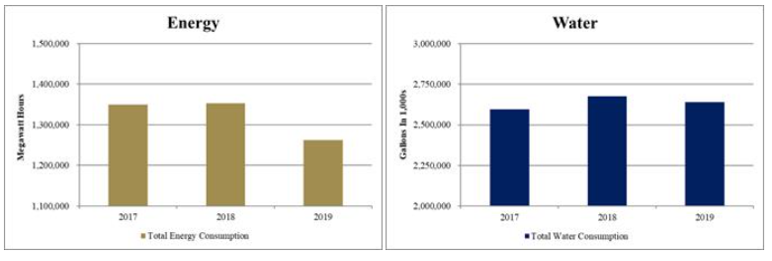 Energy
1,500,000
1,400,000
1,300,000
1,200,000
1,100,000
Megawatt Hours
2017 2018 2019
Total Energy Consumption
Water
3,000,000
2,750,000
2,500,000
2,250,000
2,000,000
Gallons In 1,000s
2017 2018 2019
Total Water Consumption